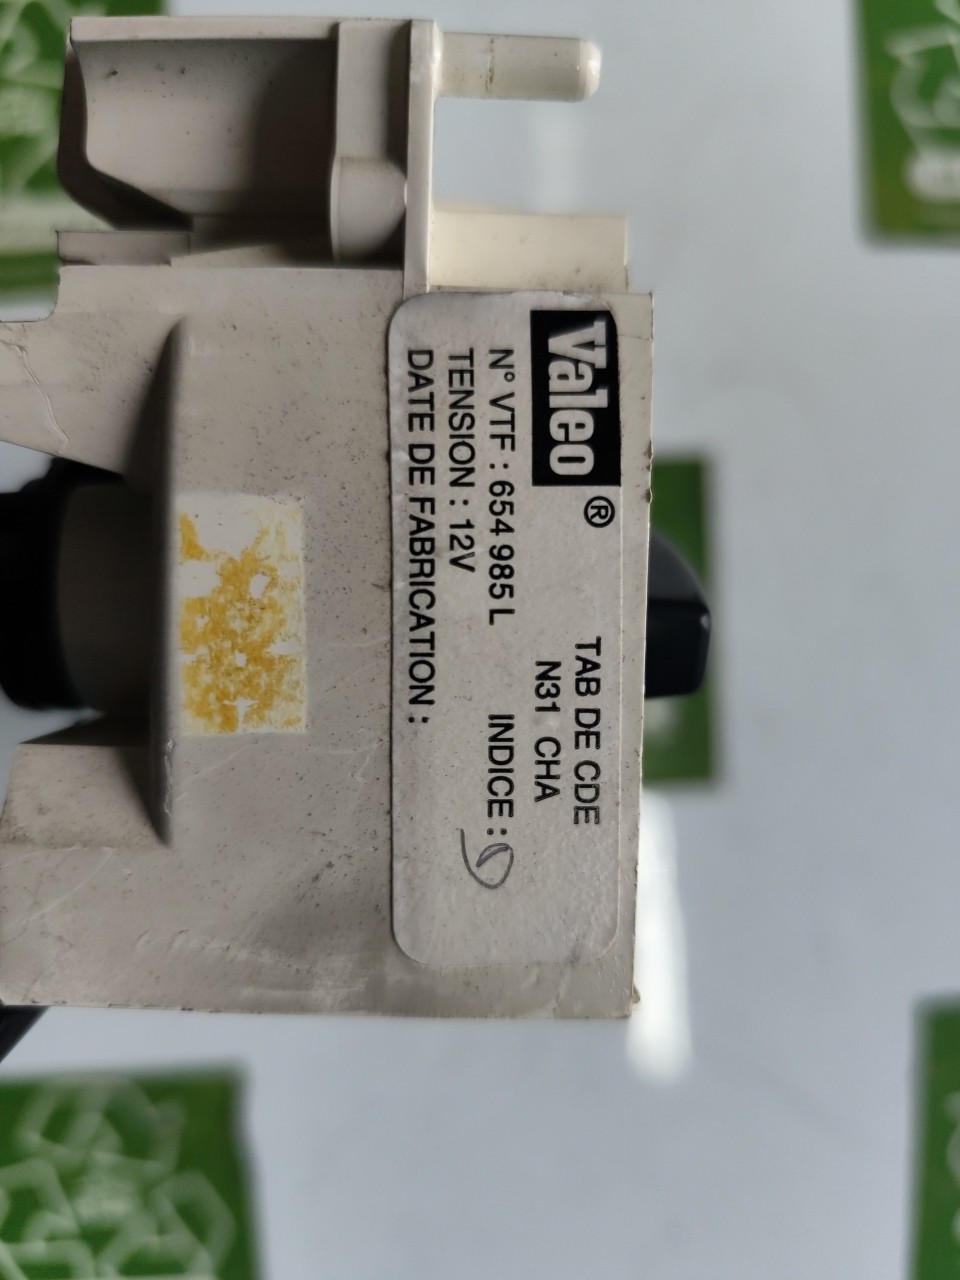 Valeo ®
TAB DE CDE
N31 CHA
N° VTF : 654 985 L INDICE :
TENSION : 12V
DATE DE FABRICATION :